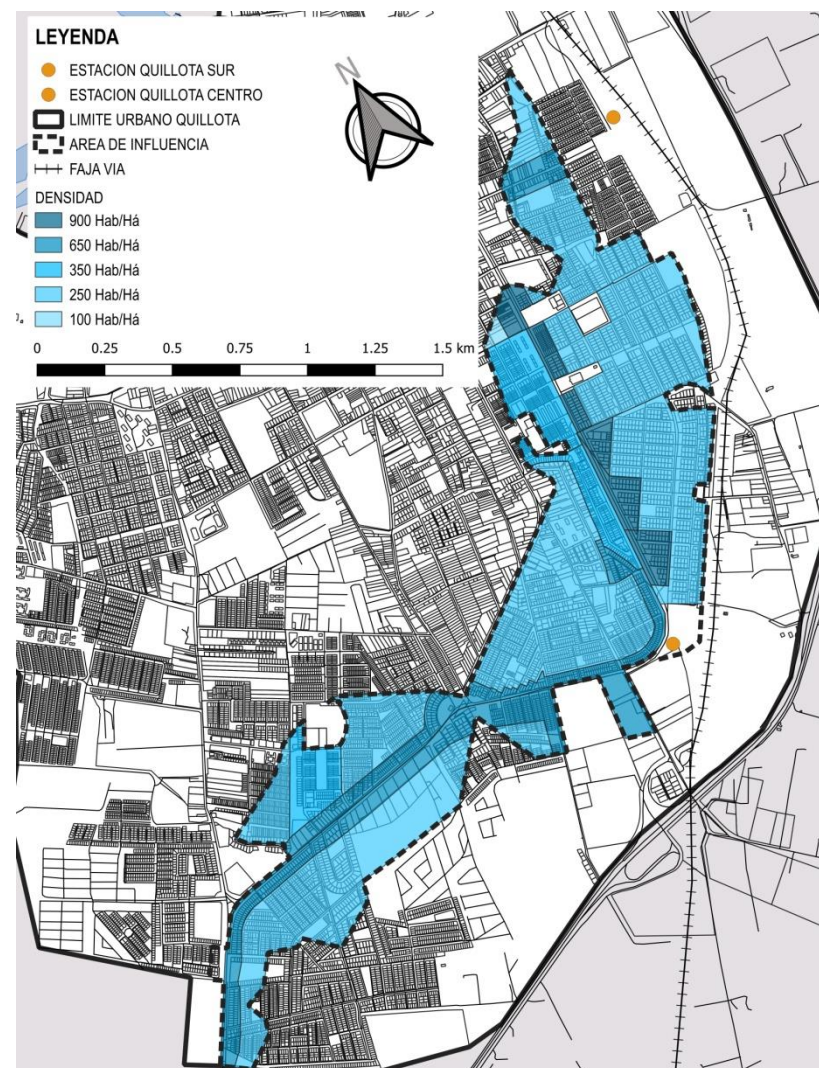 LEYENDA
N
ESTACION QUILLOTA SUR
ESTACION QUILLOTA CENTRO
LIMITE URBANO QUILLOTA
AREA DE INFLUENCIA
FAJA VIA
DENSIDAD
900 Hab/Há
650 Hab/Há
350 Hab/Há
250 Hab/Há
100 Hab/Há
0 0.25 0.5 0.75 1 1.25 1.5 km